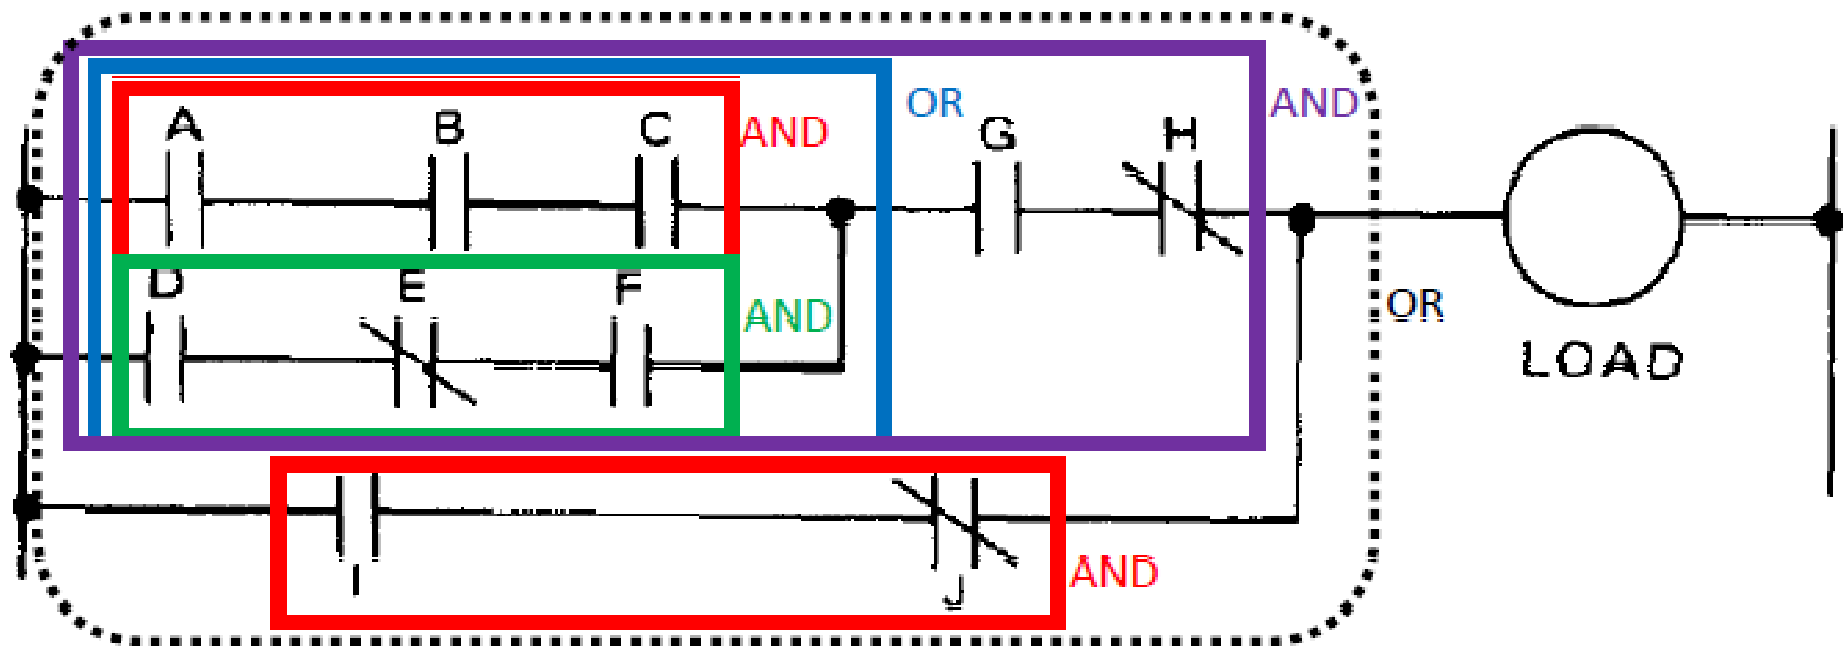 A B C AND OR G H AND
D E F AND OR
LOAD
I J AND